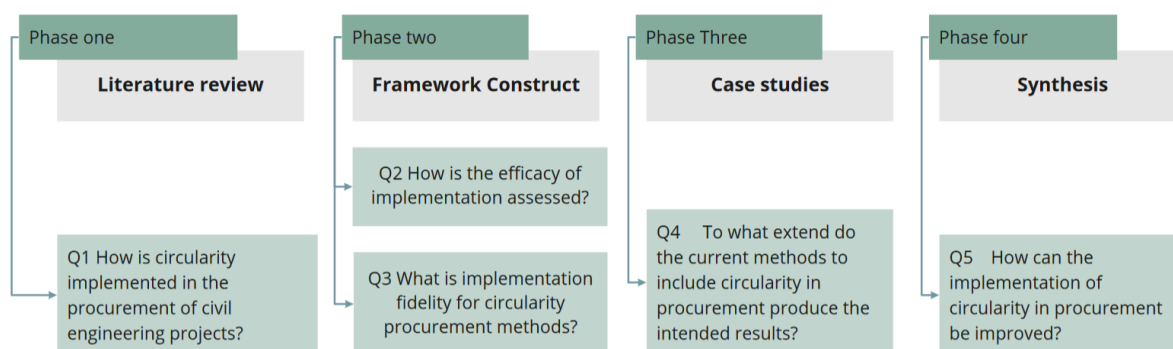 Phase one
Literature review
Q1 How is circularity
implemented in the
procurement of civil
engineering projects?
Phase two
Framework Construct
Q2 How is the efficacy of
implementation assessed?
Q3 What is implementation
fidelity for circularity
procurement methods?
Phase Three
Case studies
Q4 To what extend do
the current methods to
include circularity in
procurement produce the
intended results?
Phase four
Synthesis
Q5 How can the
implementation of
circularity in procurement
be improved?